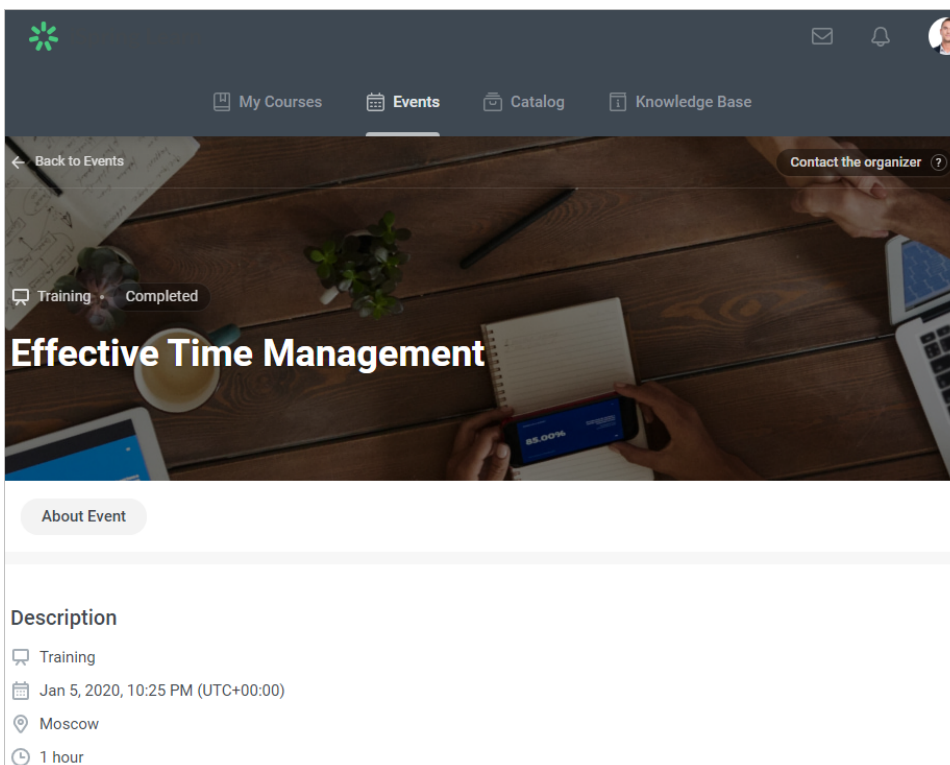 My Courses
Events
Catalog
Knowledge Base
Back to Events
Contact the organizer ?
Training • Completed
Effective Time Management
85.00%
About Event
Description
Training
Jan 5, 2020, 10:25 PM (UTC+00:00)
Moscow
1 hour